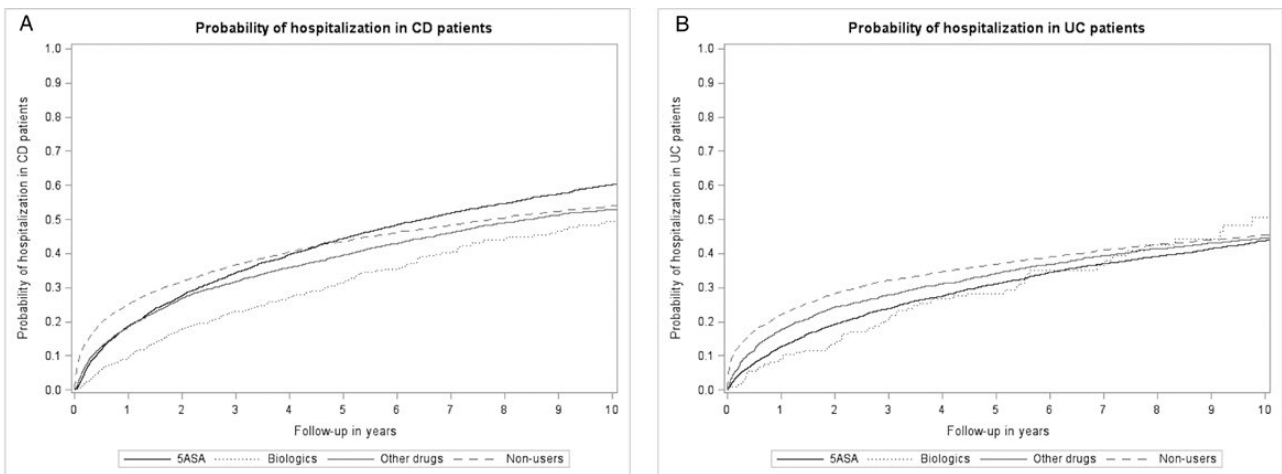 A
Probability of hospitalization in CD patients
Probability of hospitalization in CD patients
1.0
0.9
0.8
0.7
0.6
0.5
0.4
0.3
0.2
0.1
0.0
0 1 2 3 4 5 6 7 8 9 10
Follow-up in years
5ASA Biologics Other drugs Non-users
B
Probability of hospitalization in UC patients
Probability of hospitalization in UC patients
1.0
0.9
0.8
0.7
0.6
0.5
0.4
0.3
0.2
0.1
0.0
0 1 2 3 4 5 6 7 8 9 10
Follow-up in years
5ASA Biologics Other drugs Non-users